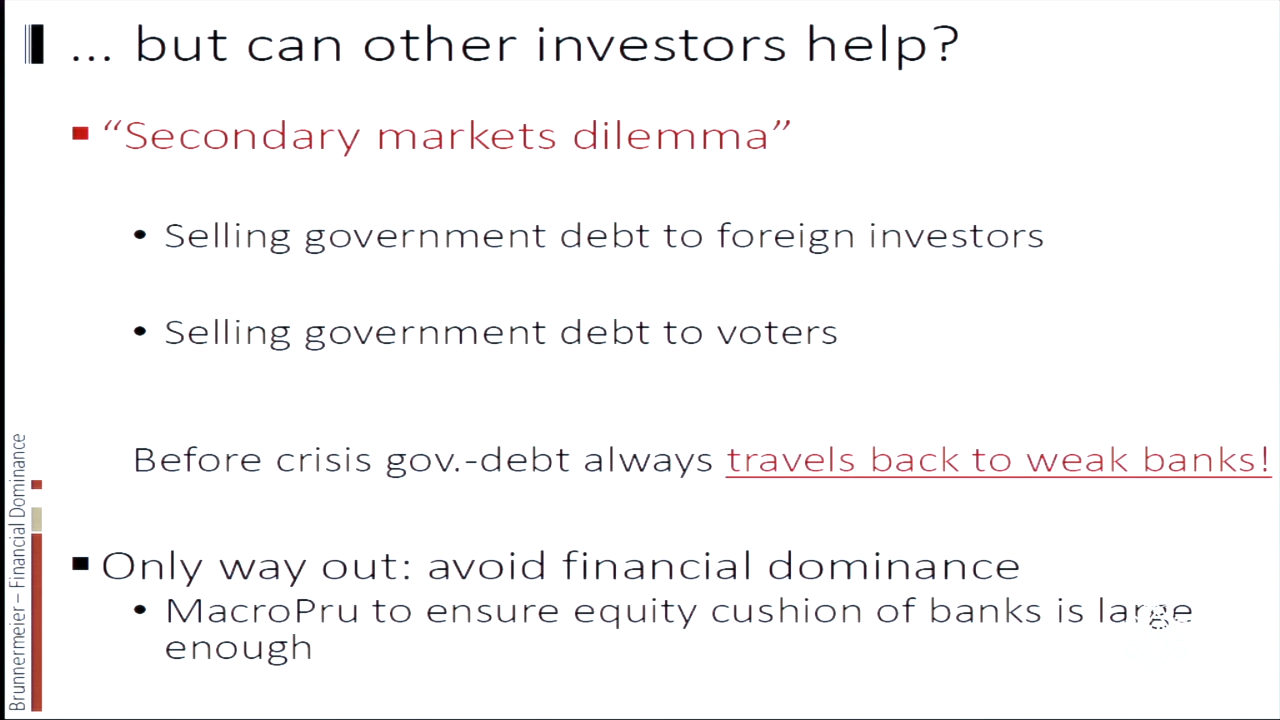 ... but can other investors help?
“Secondary markets dilemma”
Selling government debt to foreign investors
Selling government debt to voters
Before crisis gov.-debt always travels back to weak banks!
Only way out: avoid financial dominance
MacroPru to ensure equity cushion of banks is large
enough
Brunnermeier – Financial Dominance